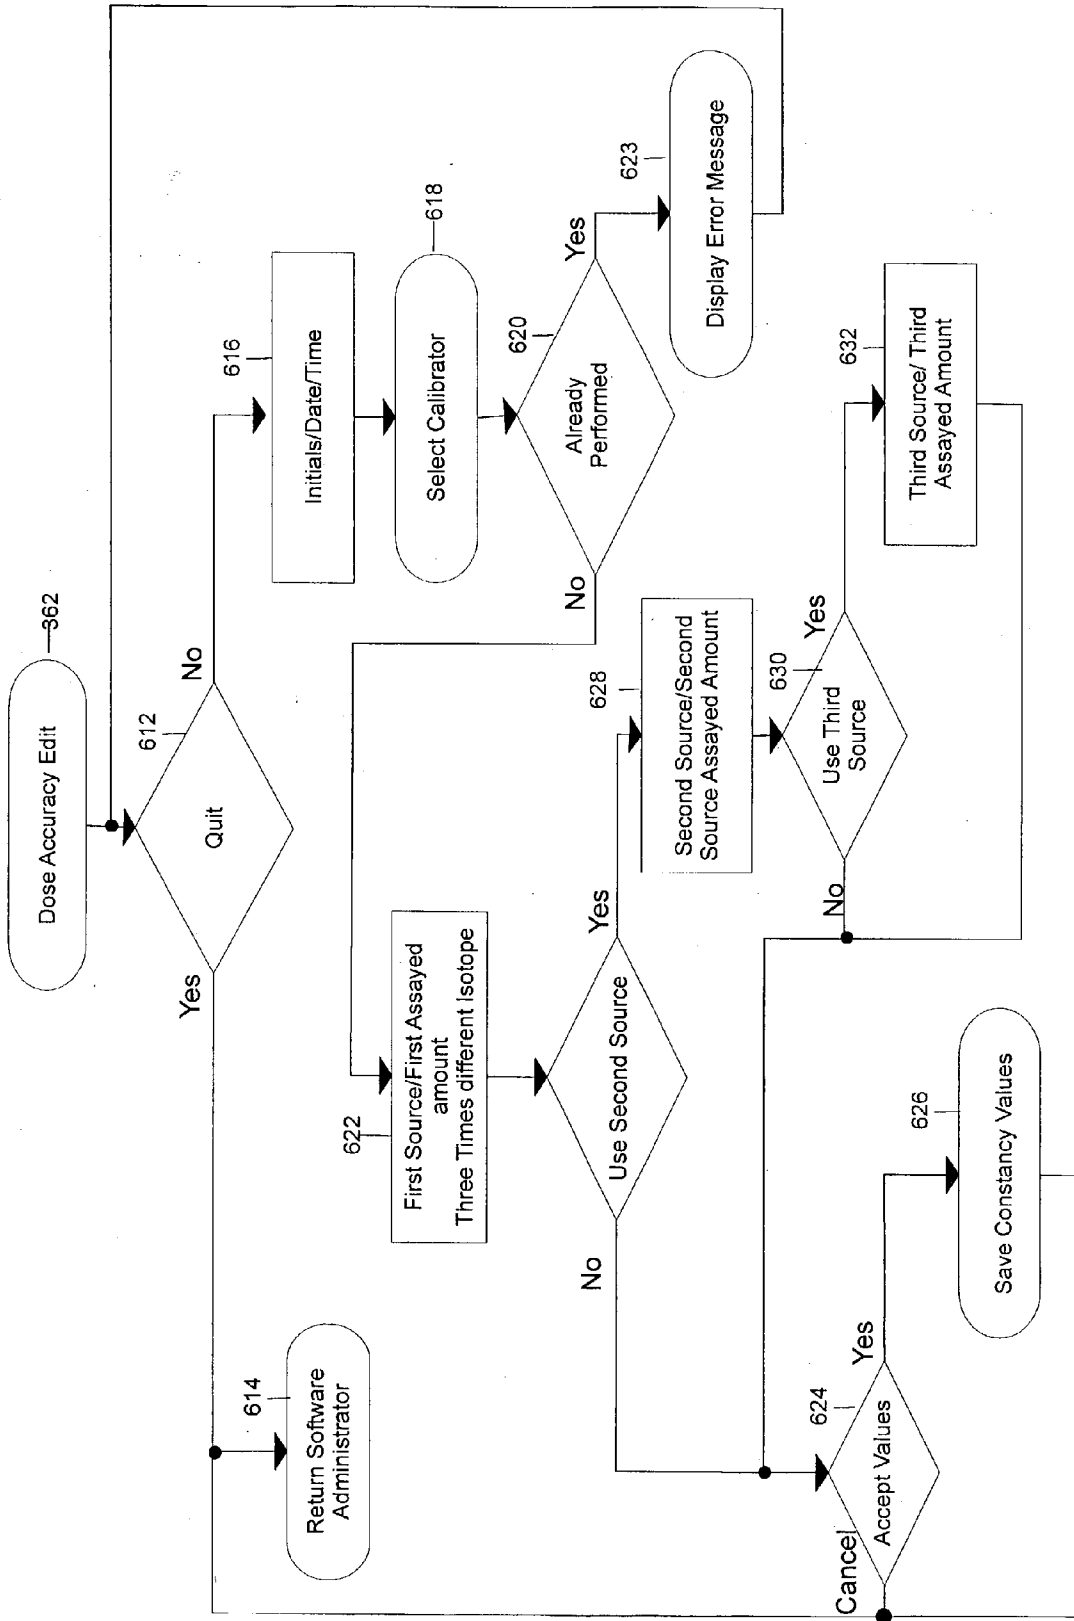 Dose Accuracy Edit
362
612
Quit
Yes
No
614
Return Software
Administrator
616
Initials/Date/Time
618
Select Calibrator
620
Already
Performed
Yes
No
623
Display Error Message
622
First Source/First Assayed
amount
Three Times different Isotope
Use Second Source
Yes
No
628
Second Source/Second
Source Assayed Amount
630
Use Third
Source
Yes
No
632
Third Source/ Third
Assayed Amount
624
Accept Values
Cancel
Yes
626
Save Constancy Values